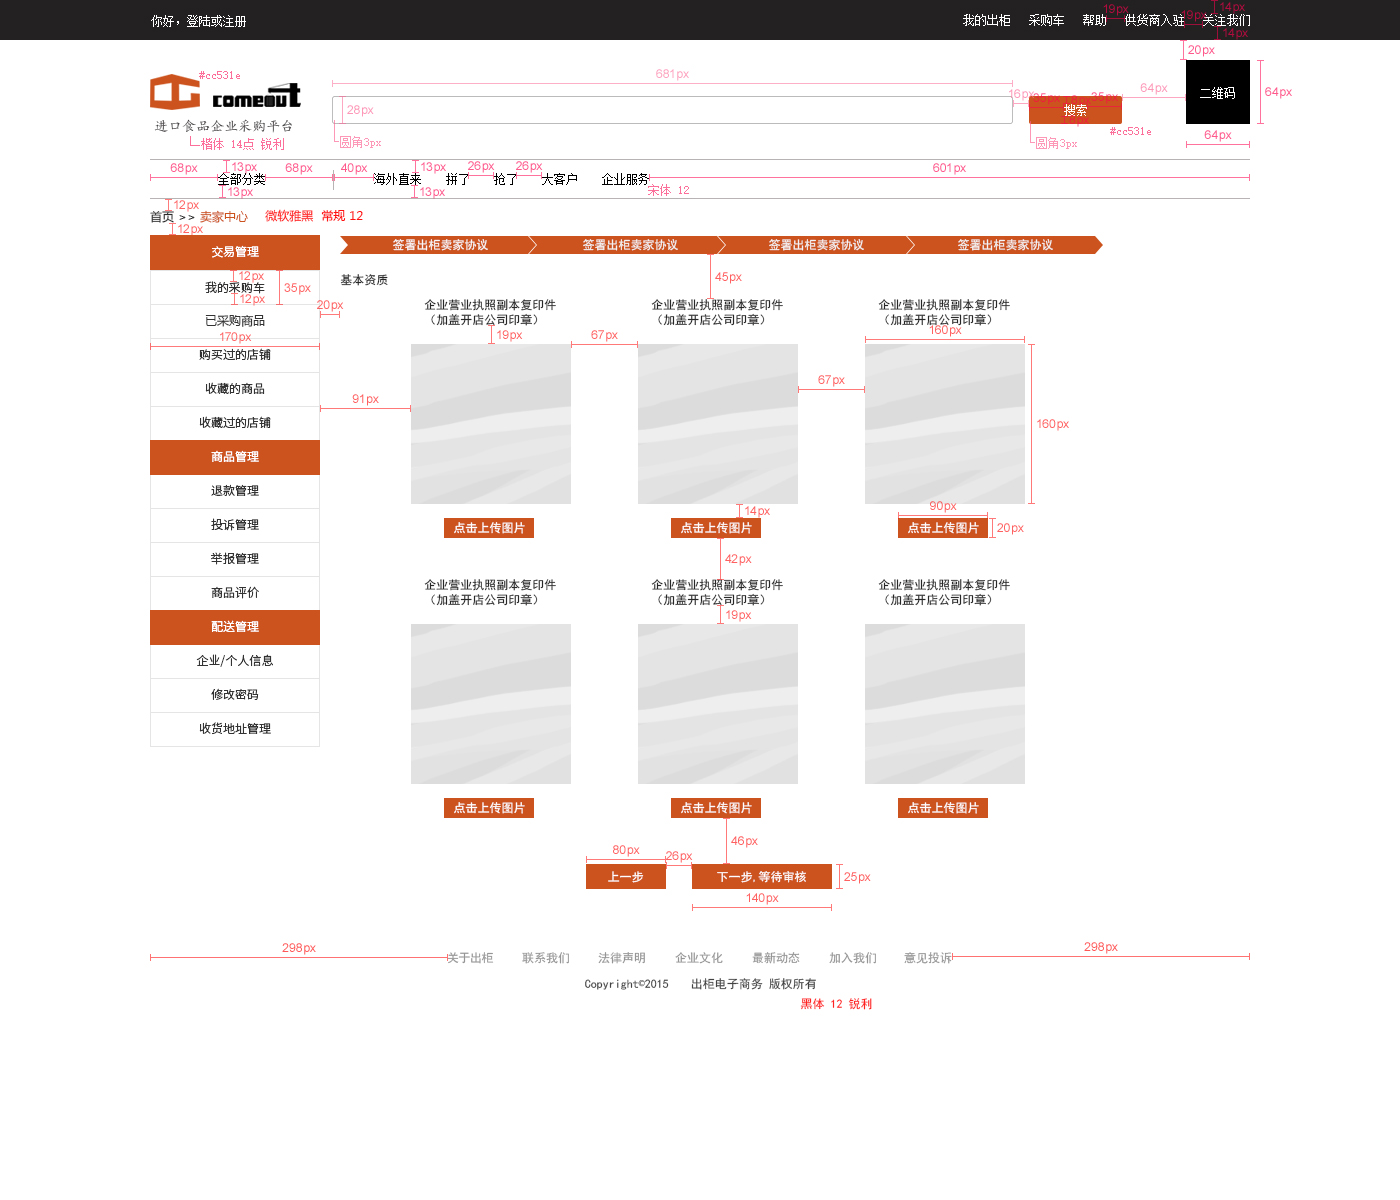 你好，登陆或注册
我的出柜 采购车 帮助 供货商入驻 关注我们
19px 19px 14px
14px
20px
#cc531e
comeout
进口食品企业采购平台
楷体 14点 锐利
681px
28px
圆角3px
16px 35px 35px
搜索
圆角3px
#cc531e
64px
二维码
64px
64px
68px 13px 68px 40px 13px 26px 26px 601px
全部分类 海外直来 拼了 抢了 大客户 企业服务
13px 13px
宋体 12
12px
首页 >> 卖家中心 微软雅黑 常规 12
12px
交易管理
12px
我的采购车
35px
12px
20px
已采购商品
170px
购买过的店铺
收藏的商品
收藏过的店铺
商品管理
退款管理
投诉管理
举报管理
商品评价
配送管理
企业/个人信息
修改密码
收货地址管理
签署出柜卖家协议 签署出柜卖家协议 签署出柜卖家协议 签署出柜卖家协议
基本资质
45px
企业营业执照副本复印件 企业营业执照副本复印件 企业营业执照副本复印件
（加盖开店公司印章） （加盖开店公司印章） （加盖开店公司印章）
19px 67px 160px
67px
91px
160px
14px 90px
点击上传图片 点击上传图片 点击上传图片
20px
42px
企业营业执照副本复印件 企业营业执照副本复印件 企业营业执照副本复印件
（加盖开店公司印章） （加盖开店公司印章） （加盖开店公司印章）
19px
点击上传图片 点击上传图片 点击上传图片
46px
80px 26px
上一步 下一步,等待审核
25px
140px
298px 298px
关于出柜 联系我们 法律声明 企业文化 最新动态 加入我们 意见投诉
Copyright©2015 出柜电子商务 版权所有
黑体 12 锐利